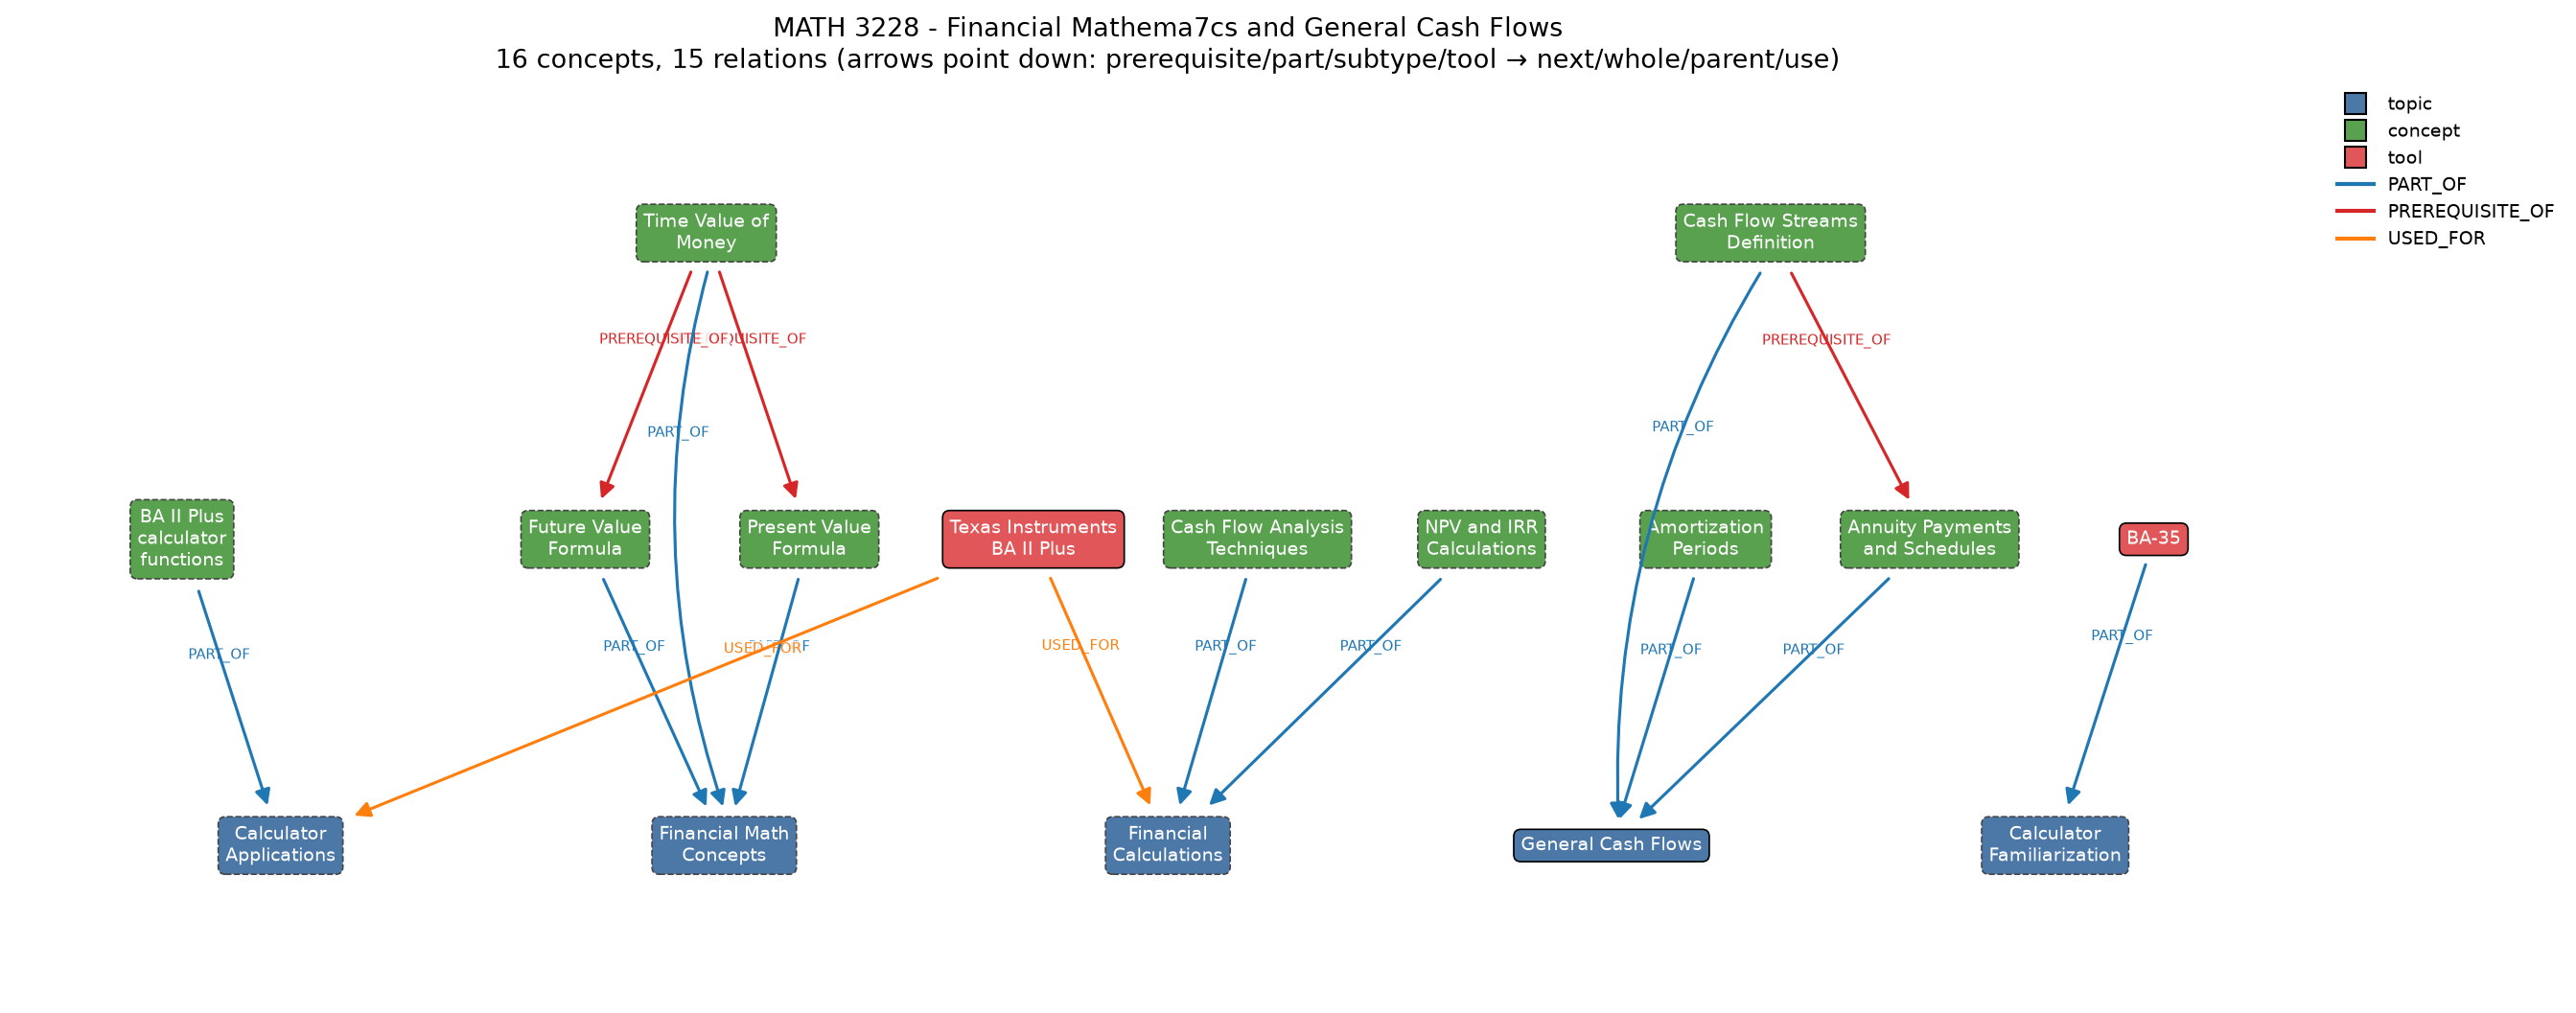 MATH 3228 - Financial Mathema7cs and General Cash Flows
16 concepts, 15 relations (arrows point down: prerequisite/part/subtype/tool → next/whole/parent/use)
topic
concept
tool
PART_OF
PREREQUISITE_OF
USED_FOR
Time Value of
Money
Cash Flow Streams
Definition
PREREQUISITE_OF
PREREQUISITE_OF
PART_OF
PART_OF
BA II Plus
calculator
functions
Future Value
Formula
Present Value
Formula
Texas Instruments
BA II Plus
Cash Flow Analysis
Techniques
NPV and IRR
Calculations
Amortization
Periods
Annuity Payments
and Schedules
BA-35
PART_OF
PART_OF
USED_FOR
USED_FOR
PART_OF
PART_OF
PART_OF
PART_OF
PART_OF
Calculator
Applications
Financial Math
Concepts
Financial
Calculations
General Cash Flows
Calculator
Familiarization